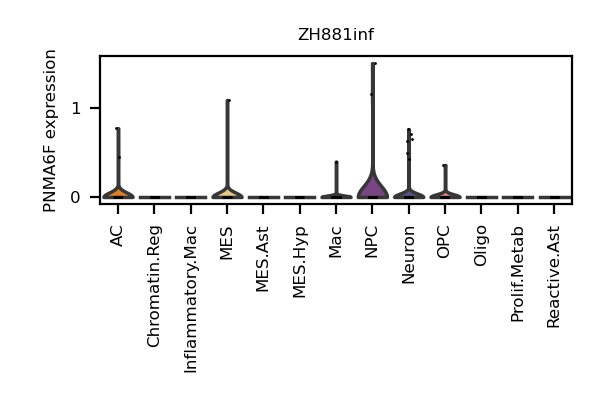 ZH881inf
PNMA6F expression
1
0
AC
Chromatin.Reg
Inflammatory.Mac
MES
MES.Ast
MES.Hyp
Mac
NPC
Neuron
OPC
Oligo
Prolif.Metab
Reactive.Ast